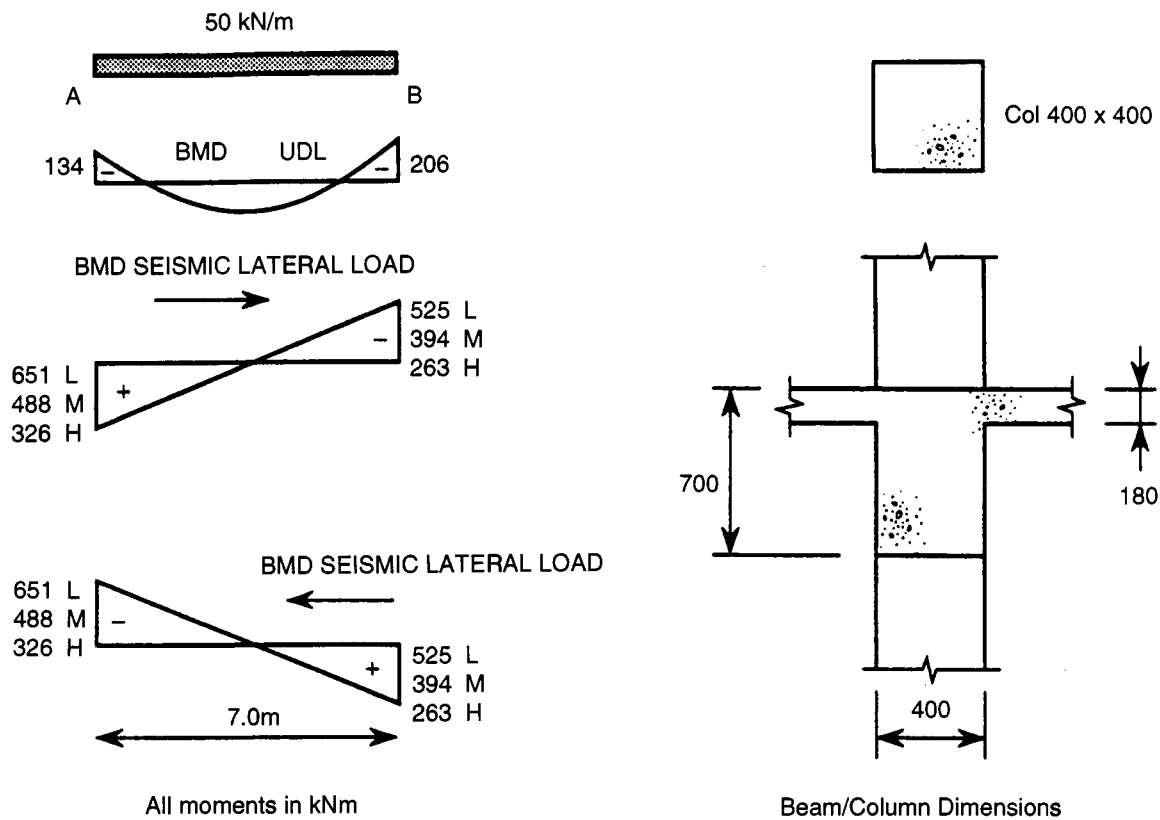 50 kN/m
A
B
134
BMD UDL
206
BMD SEISMIC LATERAL LOAD
525 L
394 M
263 H
651 L
488 M
326 H
BMD SEISMIC LATERAL LOAD
651 L
488 M
326 H
525 L
394 M
263 H
7.0m
All moments in kNm
Col 400 x 400
700
180
400
Beam/Column Dimensions